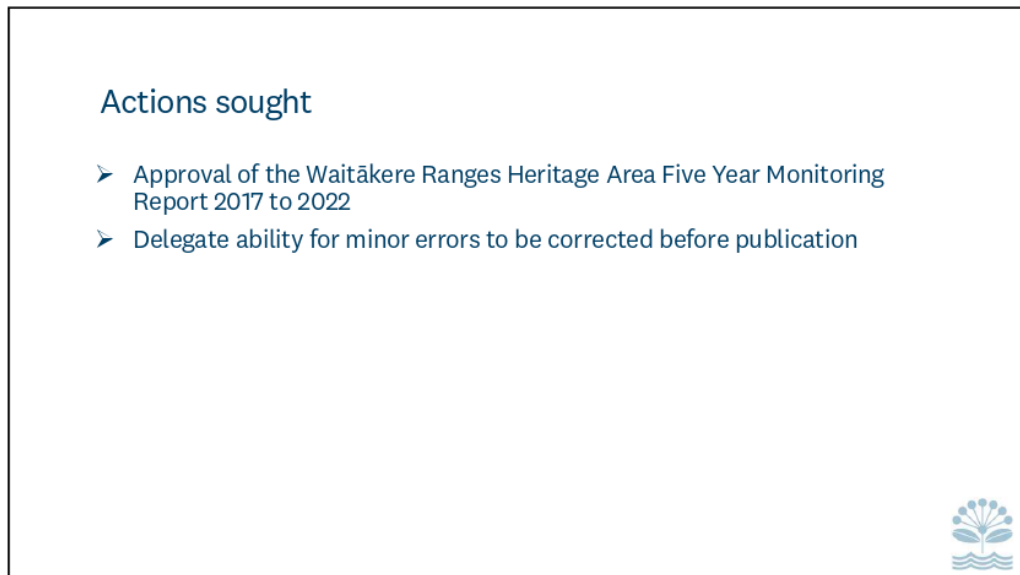 Actions sought
➢ Approval of the Waitākere Ranges Heritage Area Five Year Monitoring
Report 2017 to 2022
➢ Delegate ability for minor errors to be corrected before publication